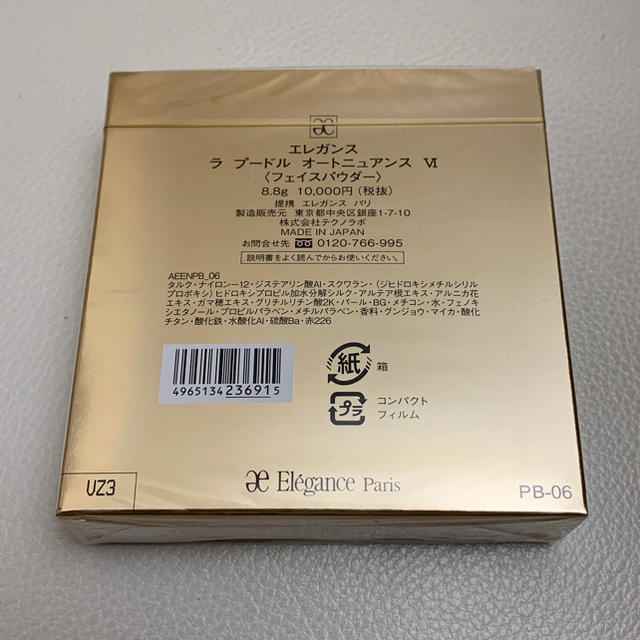 エレガンス
ラ プードル オートニュアンス Ⅵ
〈フェイスパウダー〉
8.8g 10,000円(税抜)
提携 エレガンス パリ
製造販売元 東京都中央区銀座1-7-10
株式会社テクノラボ
MADE IN JAPAN
お問合せ先 0120-766-995
説明書をよく読んでからお使いください。
AEENPB_06
タルク・ナイロン-12・ジステアリン酸Al・スクワラン・(ジヒドロキシメチルシリル
プロポキシ)ヒドロキシプロピル加水分解シルク・アルテア根エキス・アルニカ花
エキス・ガマ穂エキス・グリチルリチン酸2K・パール・BG・メチコン・水・フェノキ
シエタノール・プロピルパラベン・メチルパラベン・香料・グンジョウ・マイカ・酸化
チタン・酸化鉄・水酸化Al・硫酸Ba・赤226
紙 箱
プラ コンパクト
フィルム
4965134236915
VZ3
æ Elégance Paris
PB-06